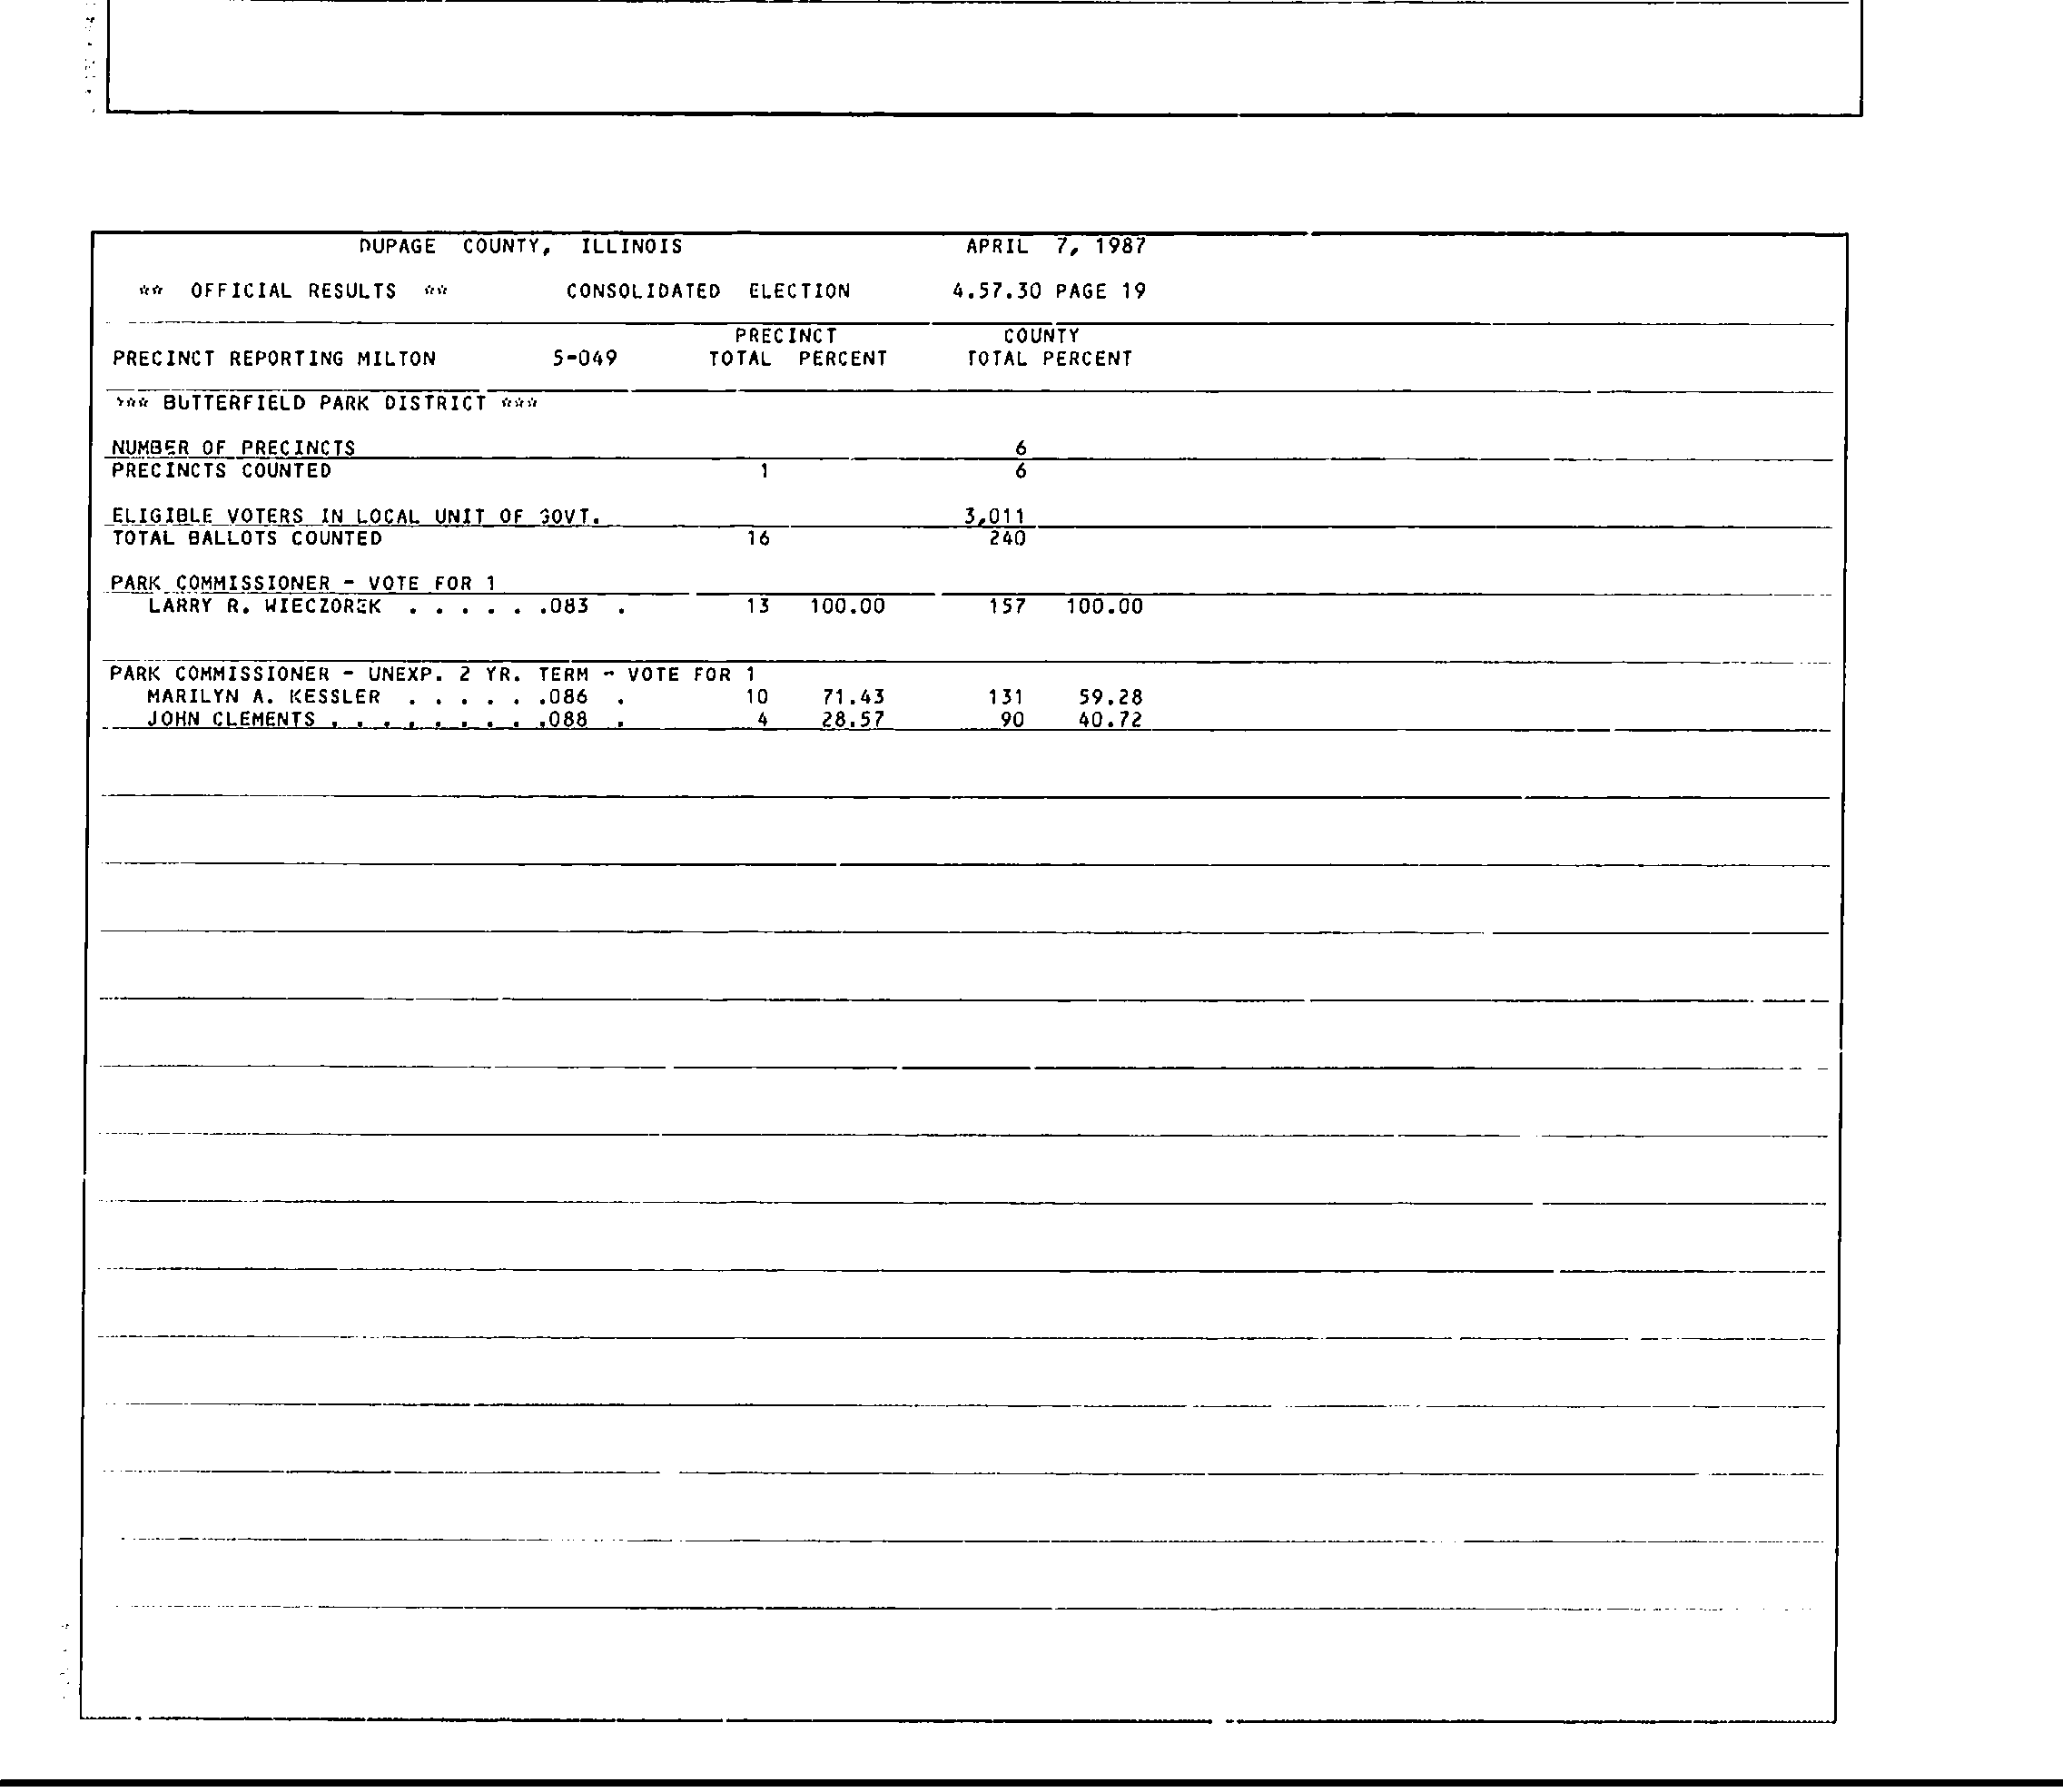 DUPAGE COUNTY, ILLINOIS APRIL 7, 1987
** OFFICIAL RESULTS ** CONSOLIDATED ELECTION 4.57.30 PAGE 19
PRECINCT COUNTY
PRECINCT REPORTING MILTON 5-049 TOTAL PERCENT TOTAL PERCENT
*** BUTTERFIELD PARK DISTRICT ***
NUMBER OF PRECINCTS 6
PRECINCTS COUNTED 1 6
ELIGIBLE VOTERS IN LOCAL UNIT OF GOVT. 3,011
TOTAL BALLOTS COUNTED 16 240
PARK COMMISSIONER - VOTE FOR 1
LARRY R. WIECZOREK . . . . . .083 . 13 100.00 157 100.00
PARK COMMISSIONER - UNEXP. 2 YR. TERM - VOTE FOR 1
MARILYN A. KESSLER . . . . . .086 . 10 71.43 131 59.28
JOHN CLEMENTS . . . . . . . . .088 . 4 28.57 90 40.72